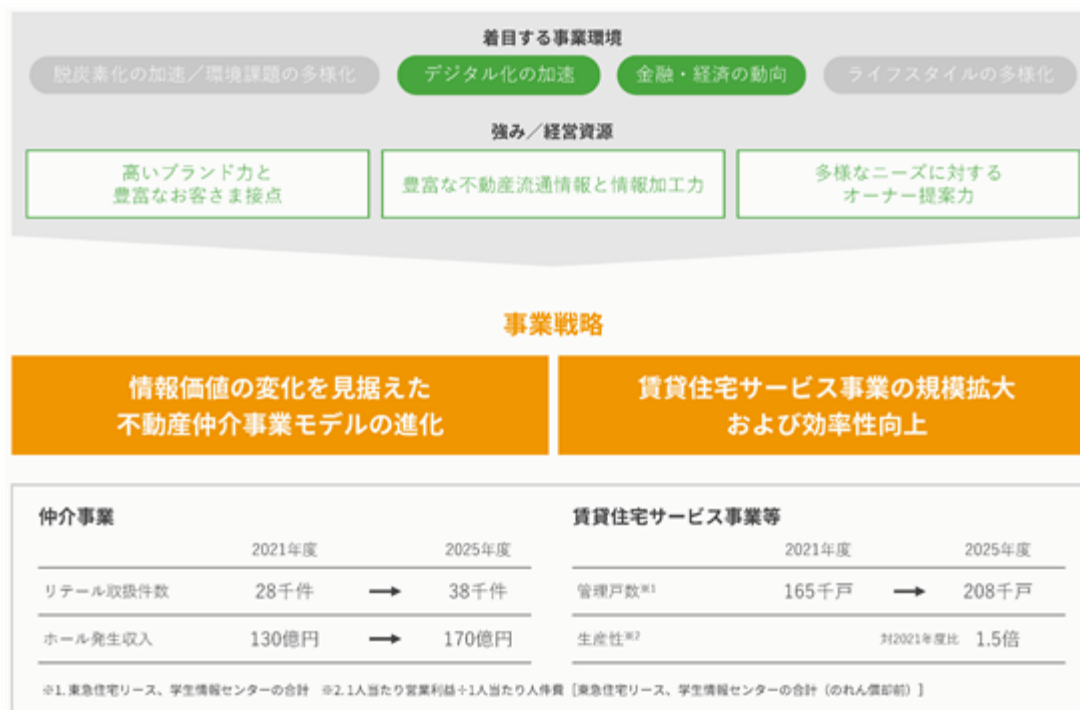 着目する事業環境
脱炭素化の加速／環境課題の多様化 デジタル化の加速 金融・経済の動向 ライフスタイルの多様化
強み／経営資源
高いブランド力と
豊富なお客さま接点
豊富な不動産流通情報と情報加工力
多様なニーズに対する
オーナー提案力
事業戦略
情報価値の変化を見据えた
不動産仲介事業モデルの進化
賃貸住宅サービス事業の規模拡大
および効率性向上
仲介事業
2021年度 2025年度
リテール取扱件数 28千件 → 38千件
ホール発生収入 130億円 → 170億円
賃貸住宅サービス事業等
2021年度 2025年度
管理戸数※1 165千戸 → 208千戸
生産性※2 対2021年度比 1.5倍
※1. 東急住宅リース、学生情報センターの合計 ※2. 1人当たり営業利益÷1人当たり人件費［東急住宅リース、学生情報センターの合計（のれん償却前）］